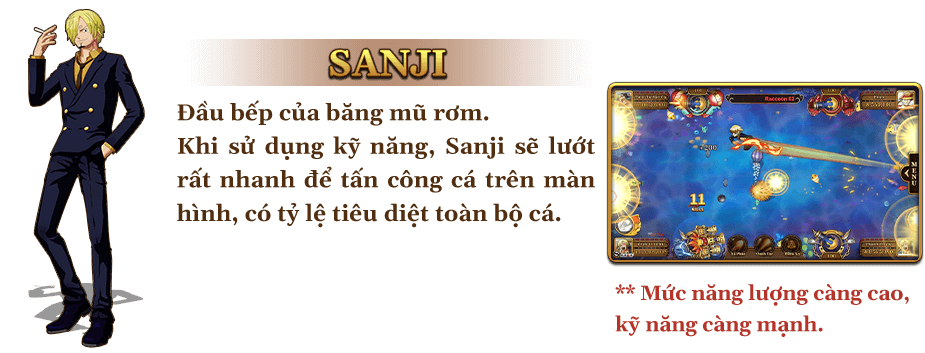 SANJI
Đầu bếp của băng mũ rơm.
Khi sử dụng kỹ năng, Sanji sẽ lướt
rất nhanh để tấn công cá trên màn
hình, có tỷ lệ tiêu diệt toàn bộ cá.
MENU
11
** Mức năng lượng càng cao,
kỹ năng càng mạnh.